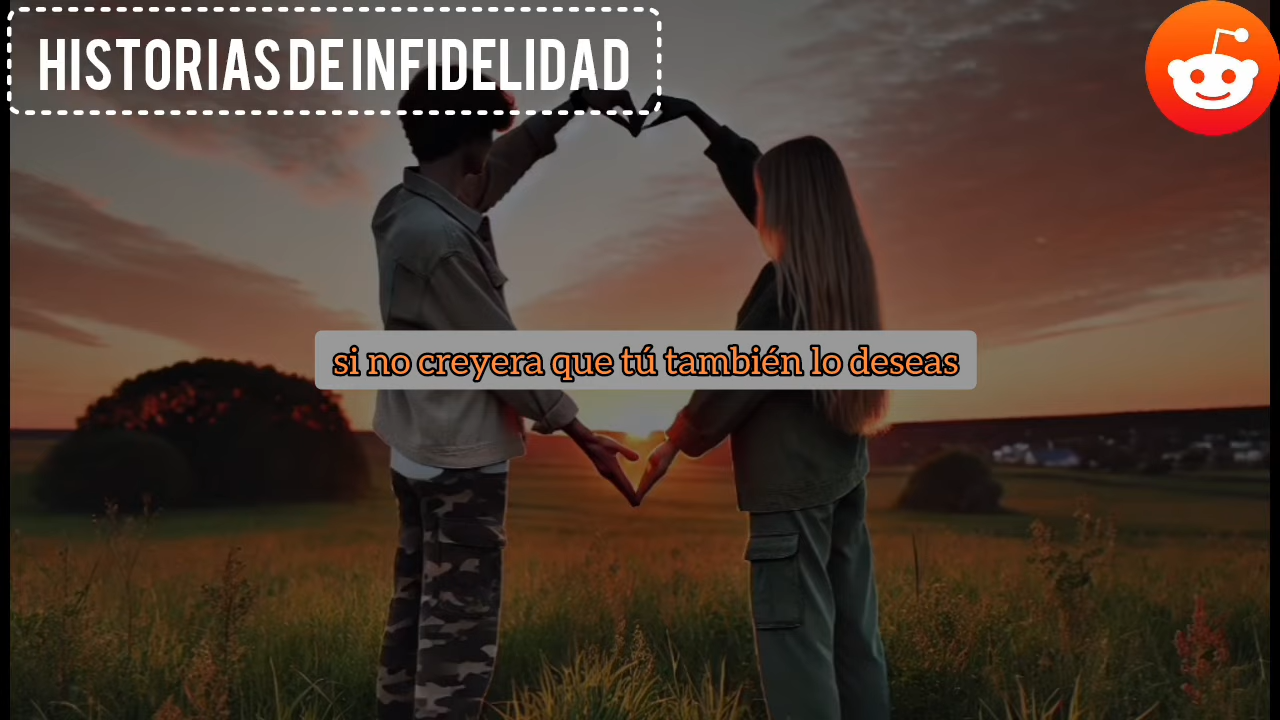 HISTORIAS DE INFIDELIDAD
si no creyera que tú también lo deseas